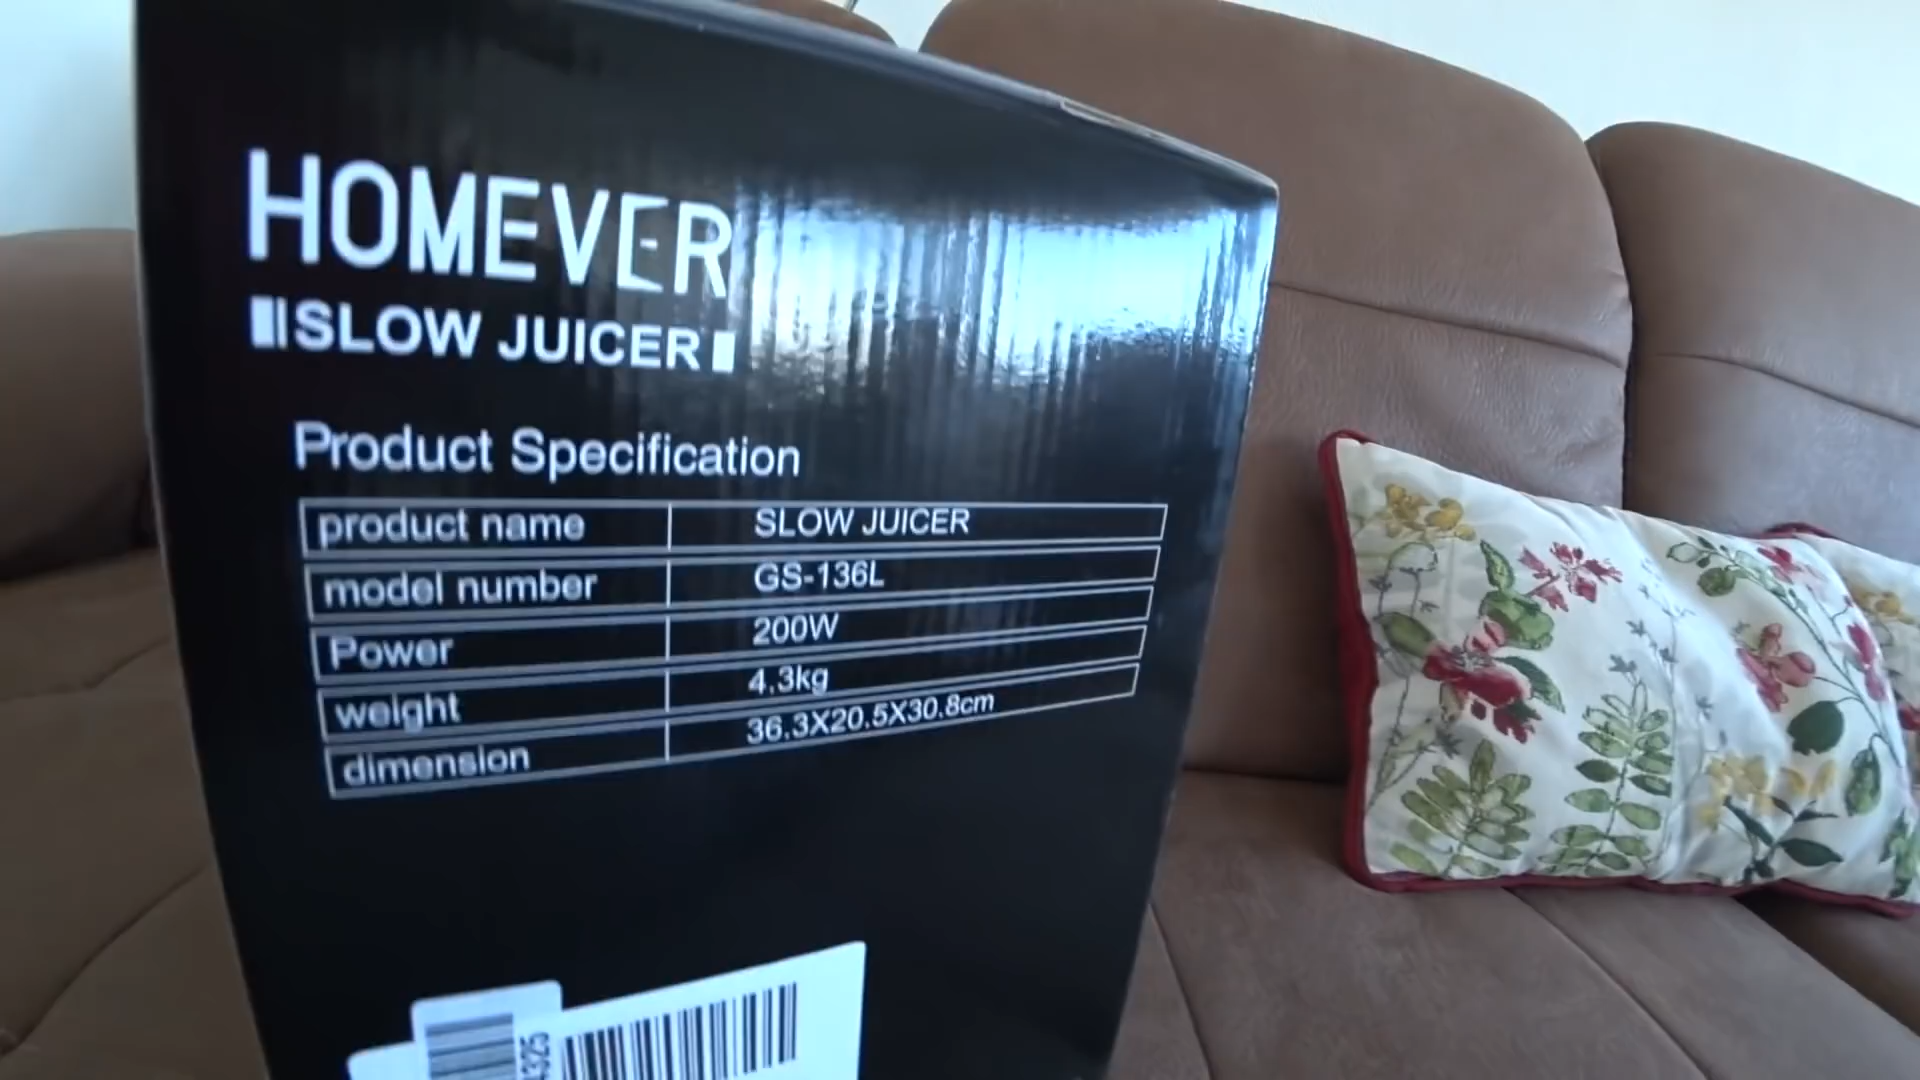 HOMEVER
SLOW JUICER
Product Specification
product name SLOW JUICER
model number GS-136L
Power 200W
weight 4.3kg
dimension 36.3X20.5X30.8cm
4325